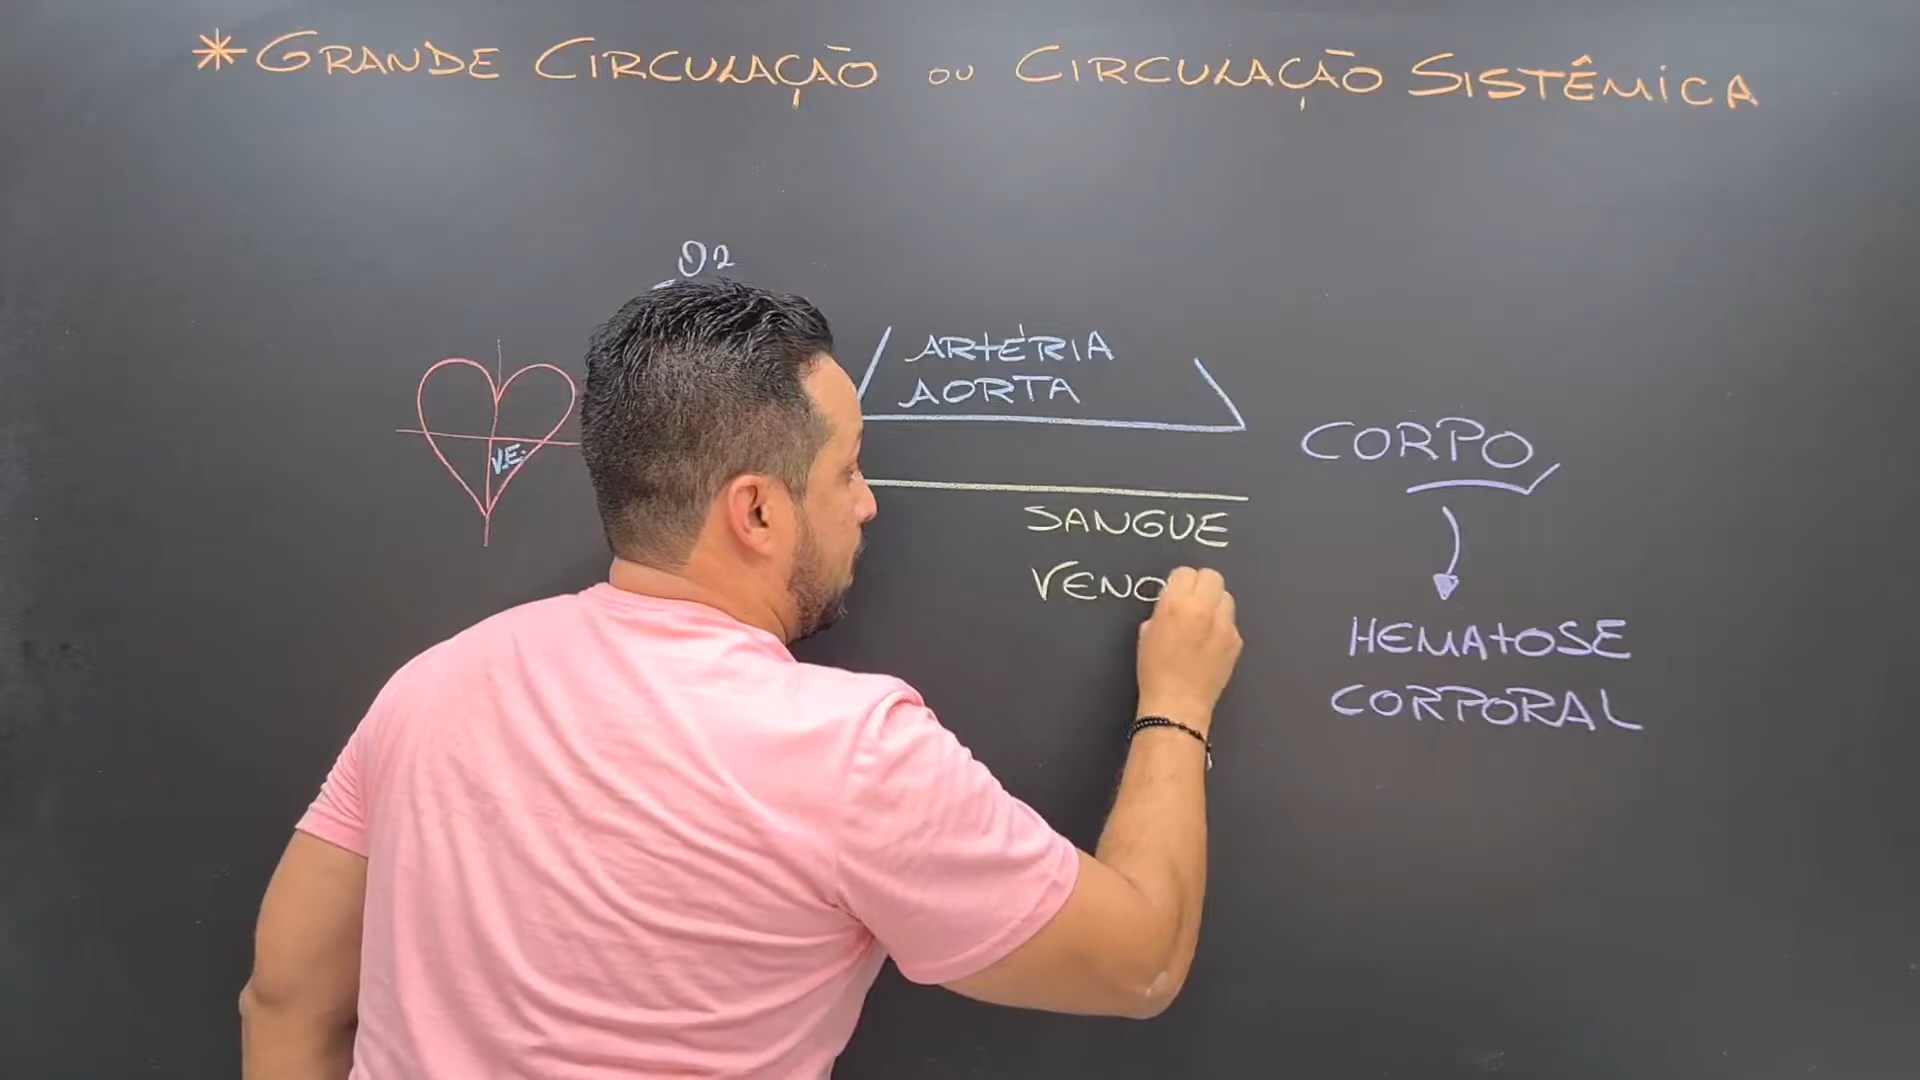 *GRANDE CIRCULAÇÃO OU CIRCULAÇÃO SISTÊMICA
O2
ARTÉRIA
AORTA
V.E.
CORPO
SANGUE
VENO
HEMATOSE
CORPORAL